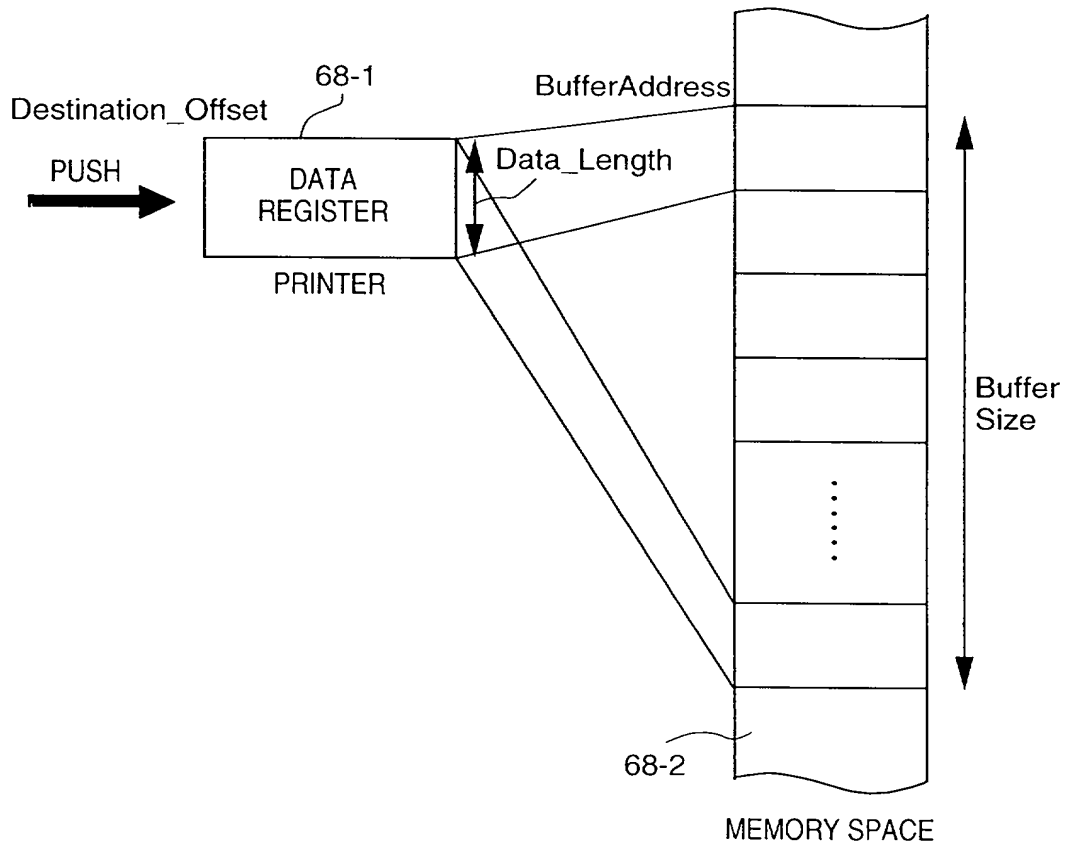 68-1
BufferAddress
Destination_Offset
PUSH
DATA
REGISTER
Data_Length
PRINTER
Buffer
Size
68-2
MEMORY SPACE